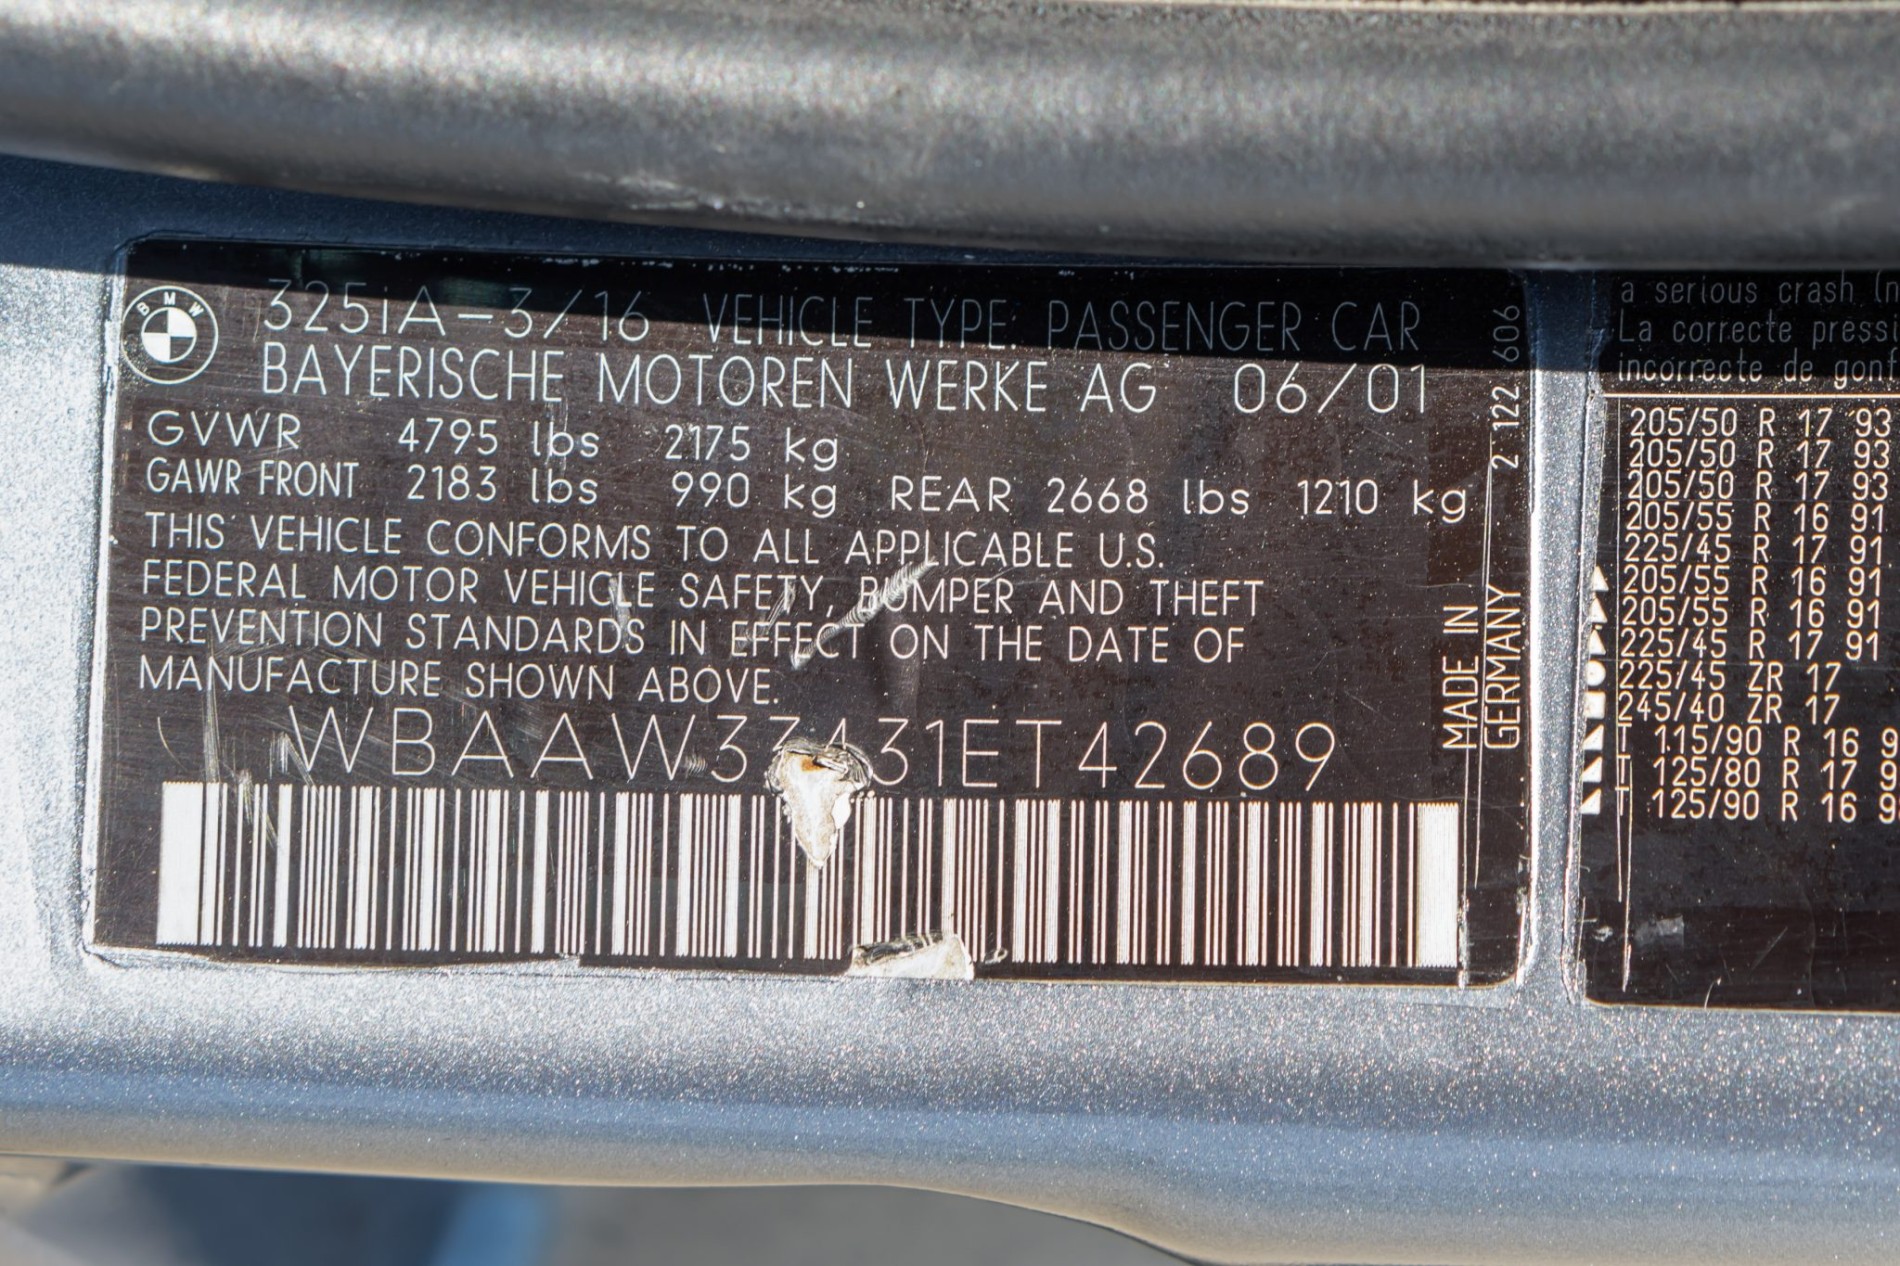 BMW
325iA-3/16 VEHICLE TYPE. PASSENGER CAR
BAYERISCHE MOTOREN WERKE AG 06/01
GVWR 4795 lbs 2175 kg
GAWR FRONT 2183 lbs 990 kg REAR 2668 lbs 1210 kg
THIS VEHICLE CONFORMS TO ALL APPLICABLE U.S.
FEDERAL MOTOR VEHICLE SAFETY, BUMPER AND THEFT
PREVENTION STANDARDS IN EFFECT ON THE DATE OF
MANUFACTURE SHOWN ABOVE.
MADE IN
GERMANY
2 122 606
a serious crash
La correcte
incorrecte de
205/50 R 17 93
205/50 R 17 93
205/50 R 17 93
205/55 R 16 91
225/45 R 17 91
205/55 R 16 91
205/55 R 16 91
225/45 R 17 91
225/45 ZR 17
245/40 ZR 17
T 115/90 R 16
T 125/80 R 17
T 125/90 R 16